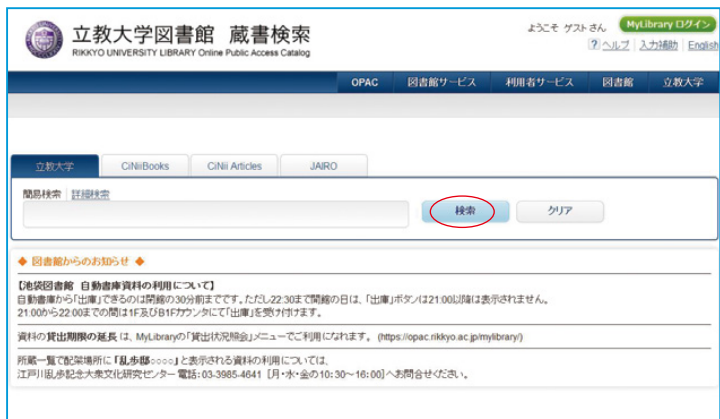 立教大学図書館 蔵書検索
RIKKYO UNIVERSITY LIBRARY Online Public Access Catalog
ようこそ ゲスト さん MyLibrary ログイン
? ヘルプ 入力補助 English
OPAC 図書館サービス 利用者サービス 図書館 立教大学
立教大学 CiNiiBooks CiNii Articles JAIRO
簡易検索 詳細検索
検索 クリア
◆ 図書館からのお知らせ ◆
【池袋図書館 自動書庫資料の利用について】
自動書庫から「出庫」できるのは閉館の30分前までです。ただし22:30まで開館の日は、「出庫」ボタンは21:00以降は表示されません。
21:00から22:00までの間は1F及びB1Fカウンタにて「出庫」を受け付けます。
資料の貸出期限の延長 は、MyLibraryの「貸出状況照会」メニューでご利用になれます。 (https://opac.rikkyo.ac.jp/mylibrary/)
所蔵一覧で配架場所に「乱歩邸○○○○」と表示される資料の利用については、
江戸川乱歩記念大衆文化研究センター 電話：03-3985-4641 [月・水・金の10:30～16:00]へお問合せください。